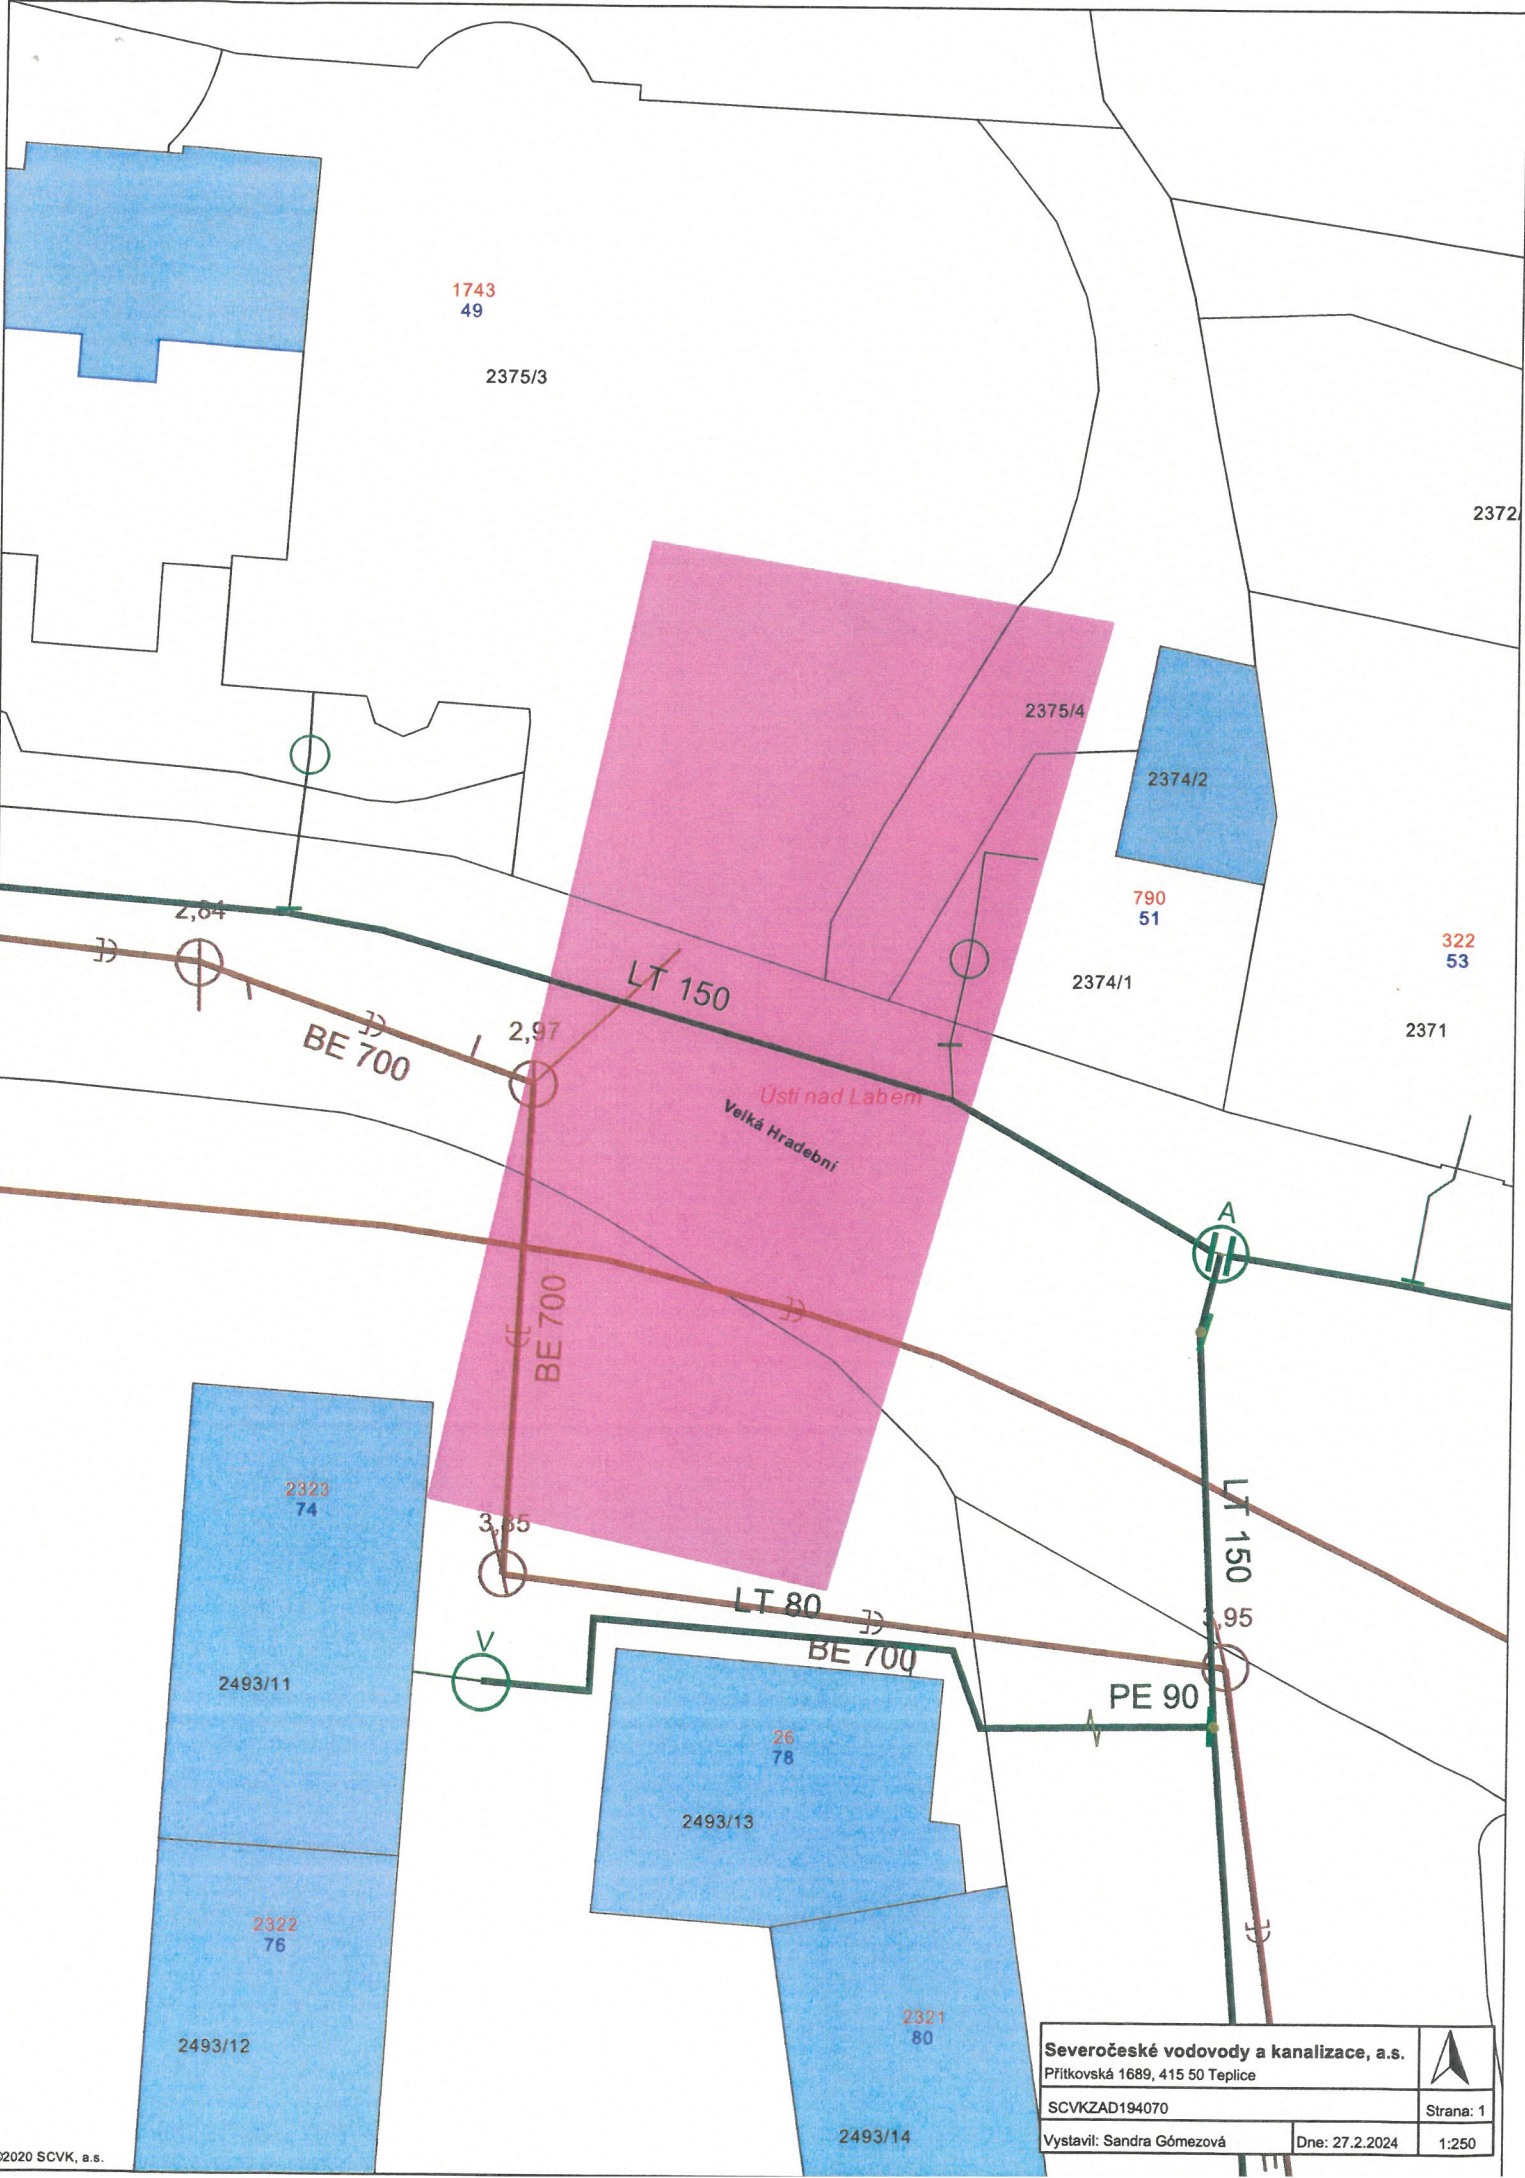 1743
49
2375/3
2372/
2375/4
2374/2
790
51
322
53
2374/1
2371
2,84
LT 150
BE 700
2,97
Ústí nad Labem
Velká Hradební
A
BE 700
2323
74
LT 150
LT 80
3,95
V
BE 700
2493/11
PE 90
26
78
2493/13
2322
76
2321
80
2493/12
2493/14
Severočeské vodovody a kanalizace, a.s.
Přítkovská 1689, 415 50 Teplice
SCVKZAD194070
Strana: 1
Vystavil: Sandra Gómezová
Dne: 27.2.2024
1:250
2020 SCVK, a.s.